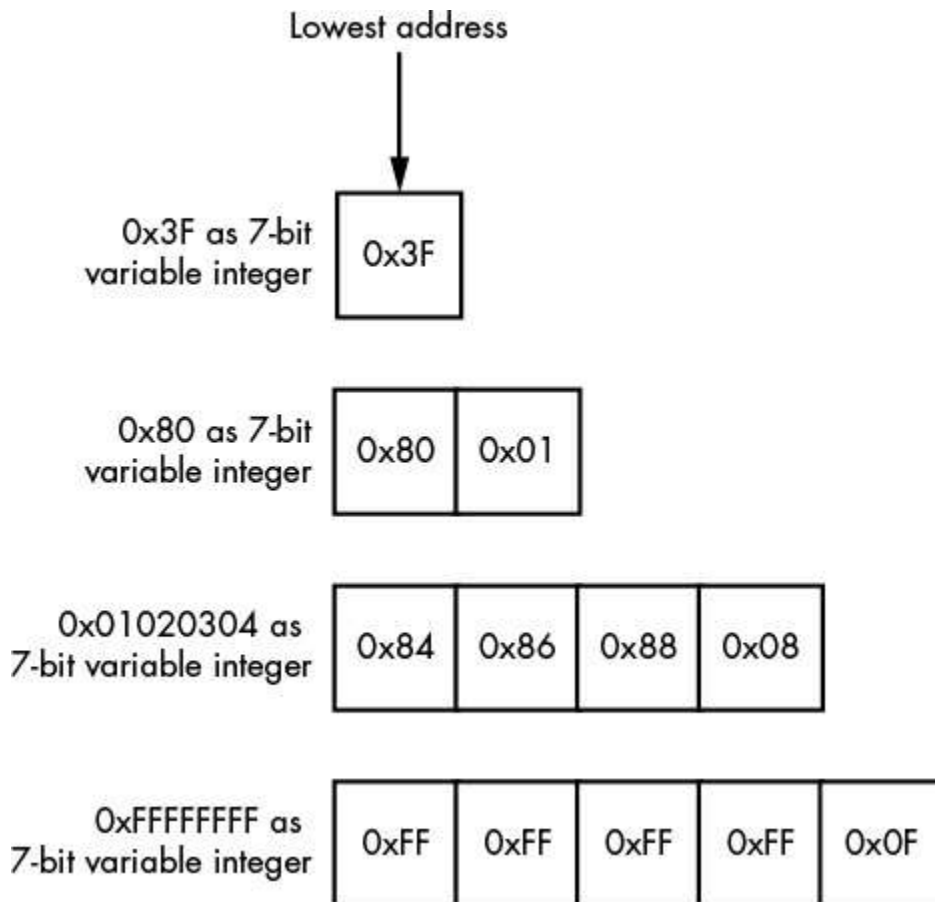 Lowest address
0x3F as 7-bit
variable integer
0x3F
0x80 as 7-bit
variable integer
0x80 0x01
0x01020304 as
7-bit variable integer
0x84 0x86 0x88 0x08
0xFFFFFFFF as
7-bit variable integer
0xFF 0xFF 0xFF 0xFF 0x0F